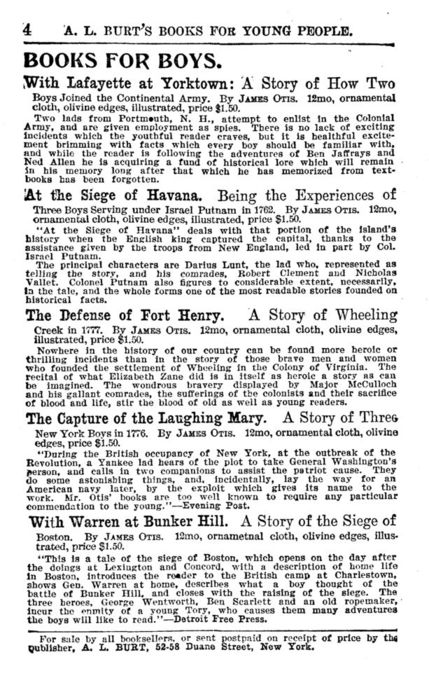 4 A. L. BURT'S BOOKS FOR YOUNG PEOPLE.
BOOKS FOR BOYS.
With Lafayette at Yorktown: A Story of How Two
Boys Joined the Continental Army. By JAMES OTIS. 12mo, ornamental
cloth, olivine edges, illustrated, price $1.50.
Two lads from Portmouth, N. H., attempt to enlist in the Colonial
Army, and are given employment as spies. There is no lack of exciting
incidents which the youthful reader craves, but it is healthful excite-
ment brimming with facts which every boy should be familiar with,
and while the reader is following the adventures of Ben Jaffrays and
Ned Allen he is acquiring a fund of historical lore which will remain
in his memory long after that which he has memorized from text-
books has been forgotten.
At the Siege of Havana. Being the Experiences of
Three Boys Serving under Israel Putnam in 1762. By JAMES OTIS. 12mo,
ornamental cloth, olivine edges, illustrated, price $1.50.
"At the Siege of Havana" deals with that portion of the island's
history when the English king captured the capital, thanks to the
assistance given by the troops from New England, led in part by Col.
Israel Putnam.
The principal characters are Darius Lunt, the lad who, represented as
telling the story, and his comrades, Robert Clement and Nicholas
Vallet. Colonel Putnam also figures to considerable extent, necessarily,
in the tale, and the whole forms one of the most readable stories founded on
historical facts.
The Defense of Fort Henry. A Story of Wheeling
Creek in 1777. By JAMES OTIS. 12mo, ornamental cloth, olivine edges,
illustrated, price $1.50.
Nowhere in the history of our country can be found more heroic or
thrilling incidents than in the story of those brave men and women
who founded the settlement of Wheeling in the Colony of Virginia. The
recital of what Elizabeth Zane did is in itself as heroic a story as can
be imagined. The wondrous bravery displayed by Major McCulloch
and his gallant comrades, the sufferings of the colonists and their sacrifice
of blood and life, stir the blood of old as well as young readers.
The Capture of the Laughing Mary. A Story of Three
New York Boys in 1776. By JAMES OTIS. 12mo, ornamental cloth, olivine
edges, price $1.50.
"During the British occupancy of New York, at the outbreak of the
Revolution, a Yankee lad hears of the plot to take General Washington's
person, and calls in two companions to assist the patriot cause. They
do some astonishing things, and, incidentally, lay the way for an
American navy later, by the exploit which gives its name to the
work. Mr. Otis' books are too well known to require any particular
commendation to the young."—Evening Post.
With Warren at Bunker Hill. A Story of the Siege of
Boston. By JAMES OTIS. 12mo, ornametnal cloth, olivine edges, illus-
trated, price $1.50.
"This is a tale of the siege of Boston, which opens on the day after
the doings at Lexington and Concord, with a description of home life
in Boston, introduces the reader to the British camp at Charlestown,
shows Gen. Warren at home, describes what a boy thought of the
battle of Bunker Hill, and closes with the raising of the siege. The
three heroes, George Wentworth, Ben Scarlett and an old ropemaker,
incur the enmity of a young Tory, who causes them many adventures
the boys will like to read."—Detroit Free Press.
For sale by all booksellers, or sent postpaid on receipt of price by the
publisher, A. L. BURT, 52-58 Duane Street, New York.